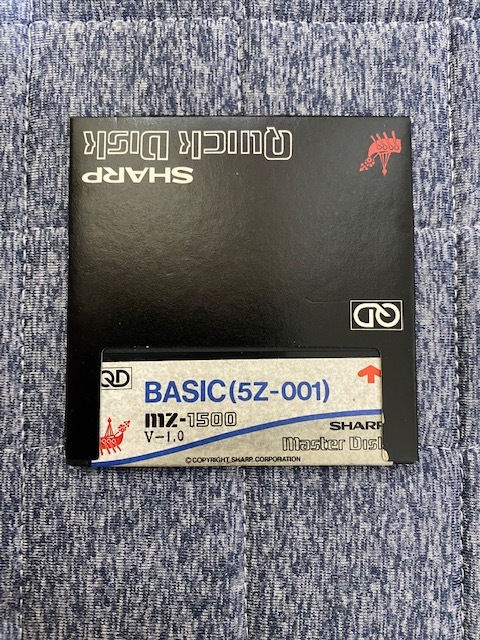 QUICK DISK
SHARP
QD
QD
BASIC(5Z-001)
MZ-1500
V-1.0
SHARP
Master Disk
© COPYRIGHT SHARP CORPORATION